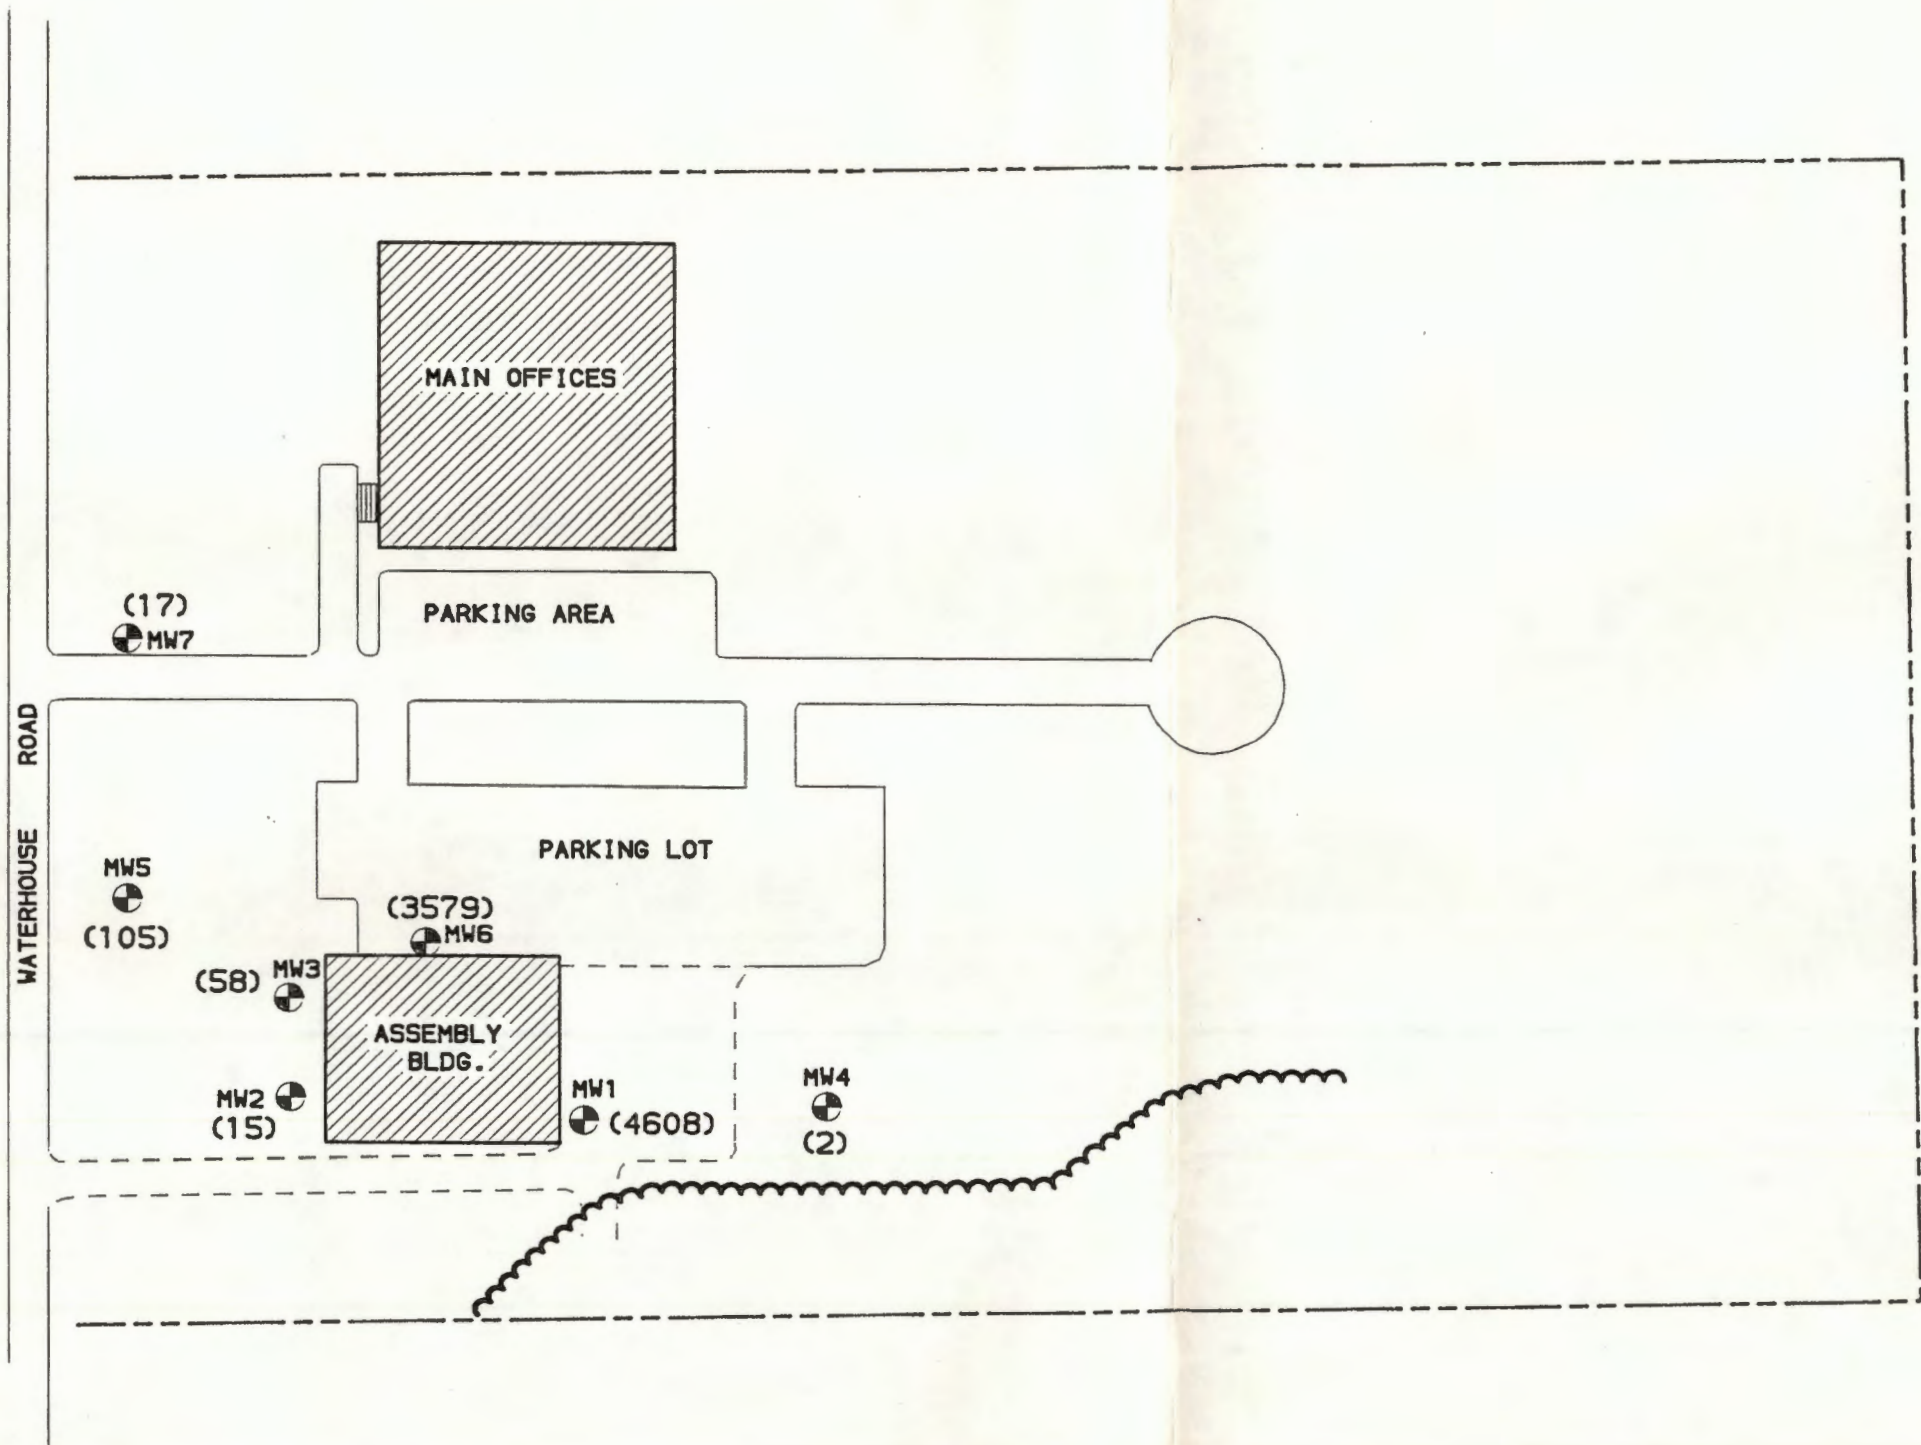 MAIN OFFICES
(17)
MW7
PARKING AREA
WATERHOUSE ROAD
PARKING LOT
MW5
(105)
(3579)
MW6
MW3
(58)
ASSEMBLY
BLDG.
MW2
(15)
MW1
(4608)
MW4
(2)